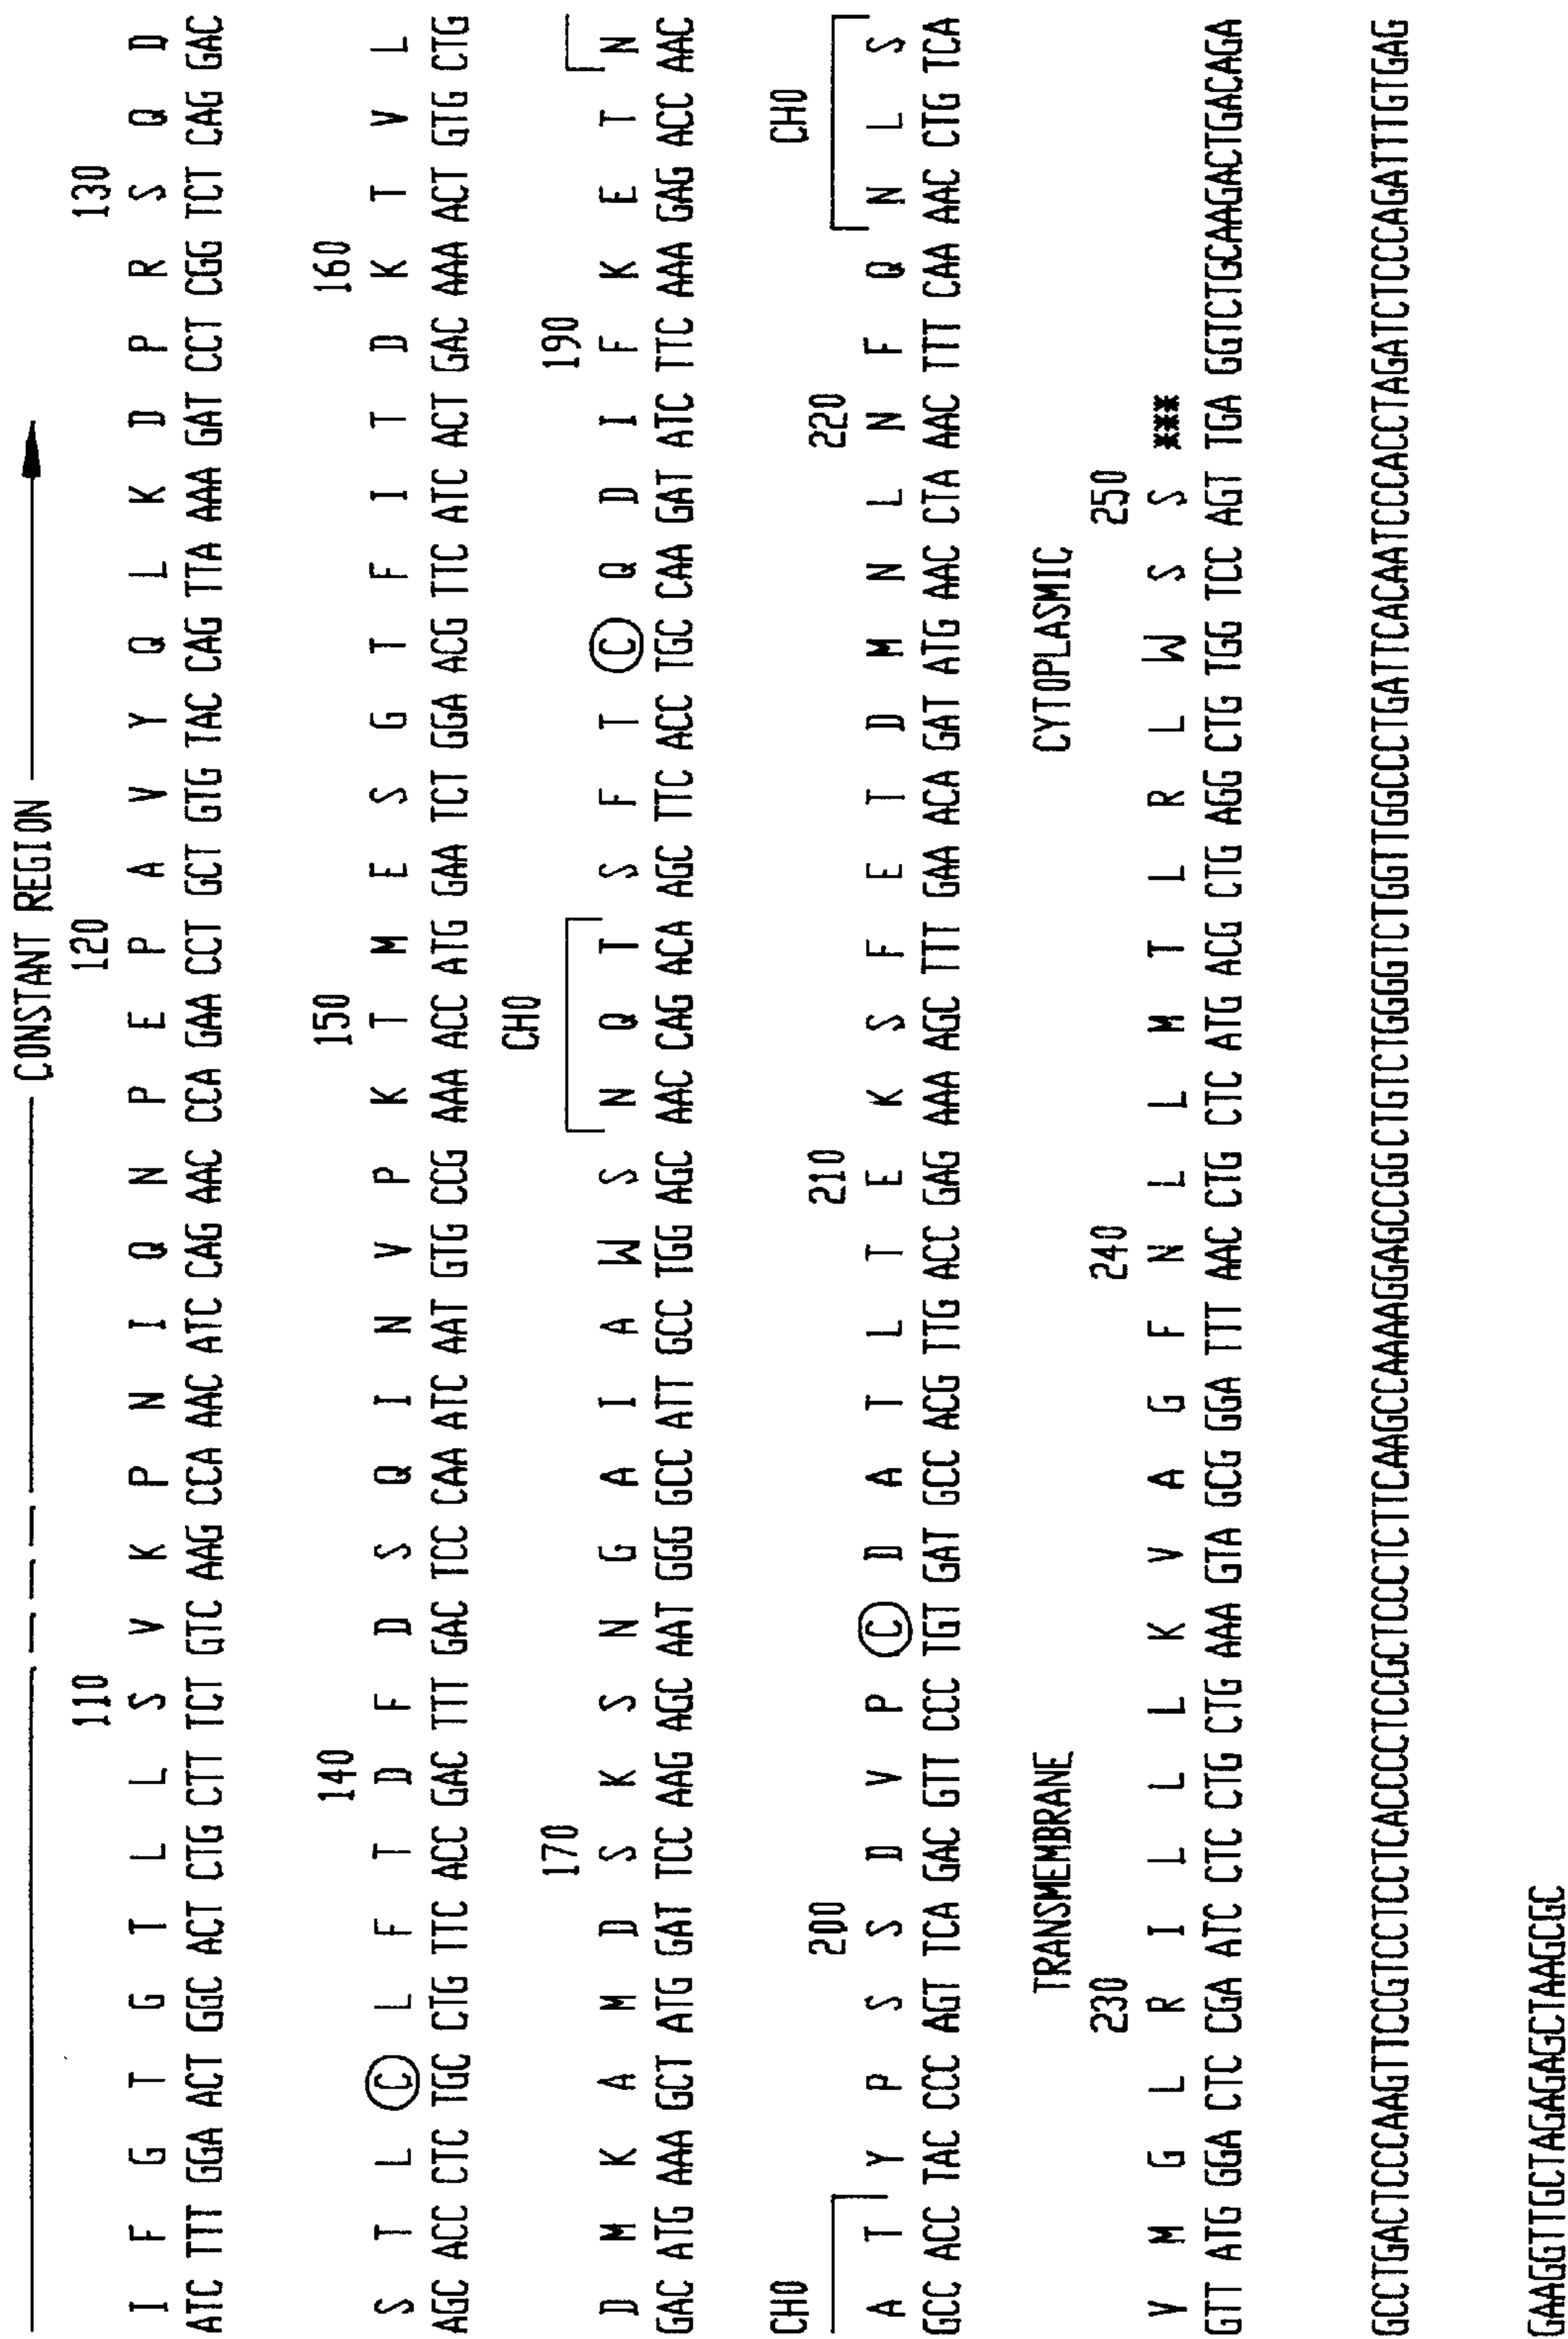 CONSTANT REGION
110 120 130
I F G T G T L L S V K P N I Q N P E P A V Y Q L K D P R S Q D
ATC TTT GGA ACT GGC ACT CTG CTT TCT GTC AAG CCA AAC ATC CAG AAC CCA GAA CCT GCT GTG TAC CAG TTA AAA GAT CCT CGG TCT CAG GAC
140 150 160
S T L C L F T D F D S Q I N V P K T M E S G T F I T D K T V L
AGC ACC CTC TGC CTG TTC ACC GAC TTT GAC TCC CAA ATC AAT GTG CCG AAA ACC ATG GAA TCT GGA ACG TTC ATC ACT GAC AAA ACT GTG CTG
CHO
170 190
D M K A M D S K S N G A I A W S N Q T S F T C Q D I F K E T N
GAC ATG AAA GCT ATG GAT TCC AAG AGC AAT GGG GCC ATT GCC TGG AGC AAC CAG ACA AGC TTC ACC TGC CAA GAT ATC TTC AAA GAG ACC AAC
CHO CHO
200 210 220
A T Y P S S D V P C D A T L T E K S F E T D M N L N F Q N L S
GCC ACC TAC CCC AGT TCA GAC GTT CCC TGT GAT GCC ACG TTG ACC GAG AAA AGC TTT GAA ACA GAT ATG AAC CTA AAC TTT CAA AAC CTG TCA
TRANSMEMBRANE CYTOPLASMIC
230 240 250
V M G L R I L L L K V A G F N L L M T L R L W S S ***
GTT ATG GGA CTC CGA ATC CTC CTG CTG AAA GTA GCG GGA TTT AAC CTG CTC ATG ACG CTG AGG CTG TGG TCC AGT TGA GGTCTGCAAGACTGACAGA
GCCTGACTCCCAAGTTCCGTCCTCCTCACCCCTCCGCTCCCTCTTCAAGCCAAAAGGAGCCGGCTGTCTGGGGTCTGGTTGGCCCTGATTCACAATCCCACCTAGATCTCCCAGATTTGTGAG
GAAGGTTGCTAGAGAGCTAAGCGC